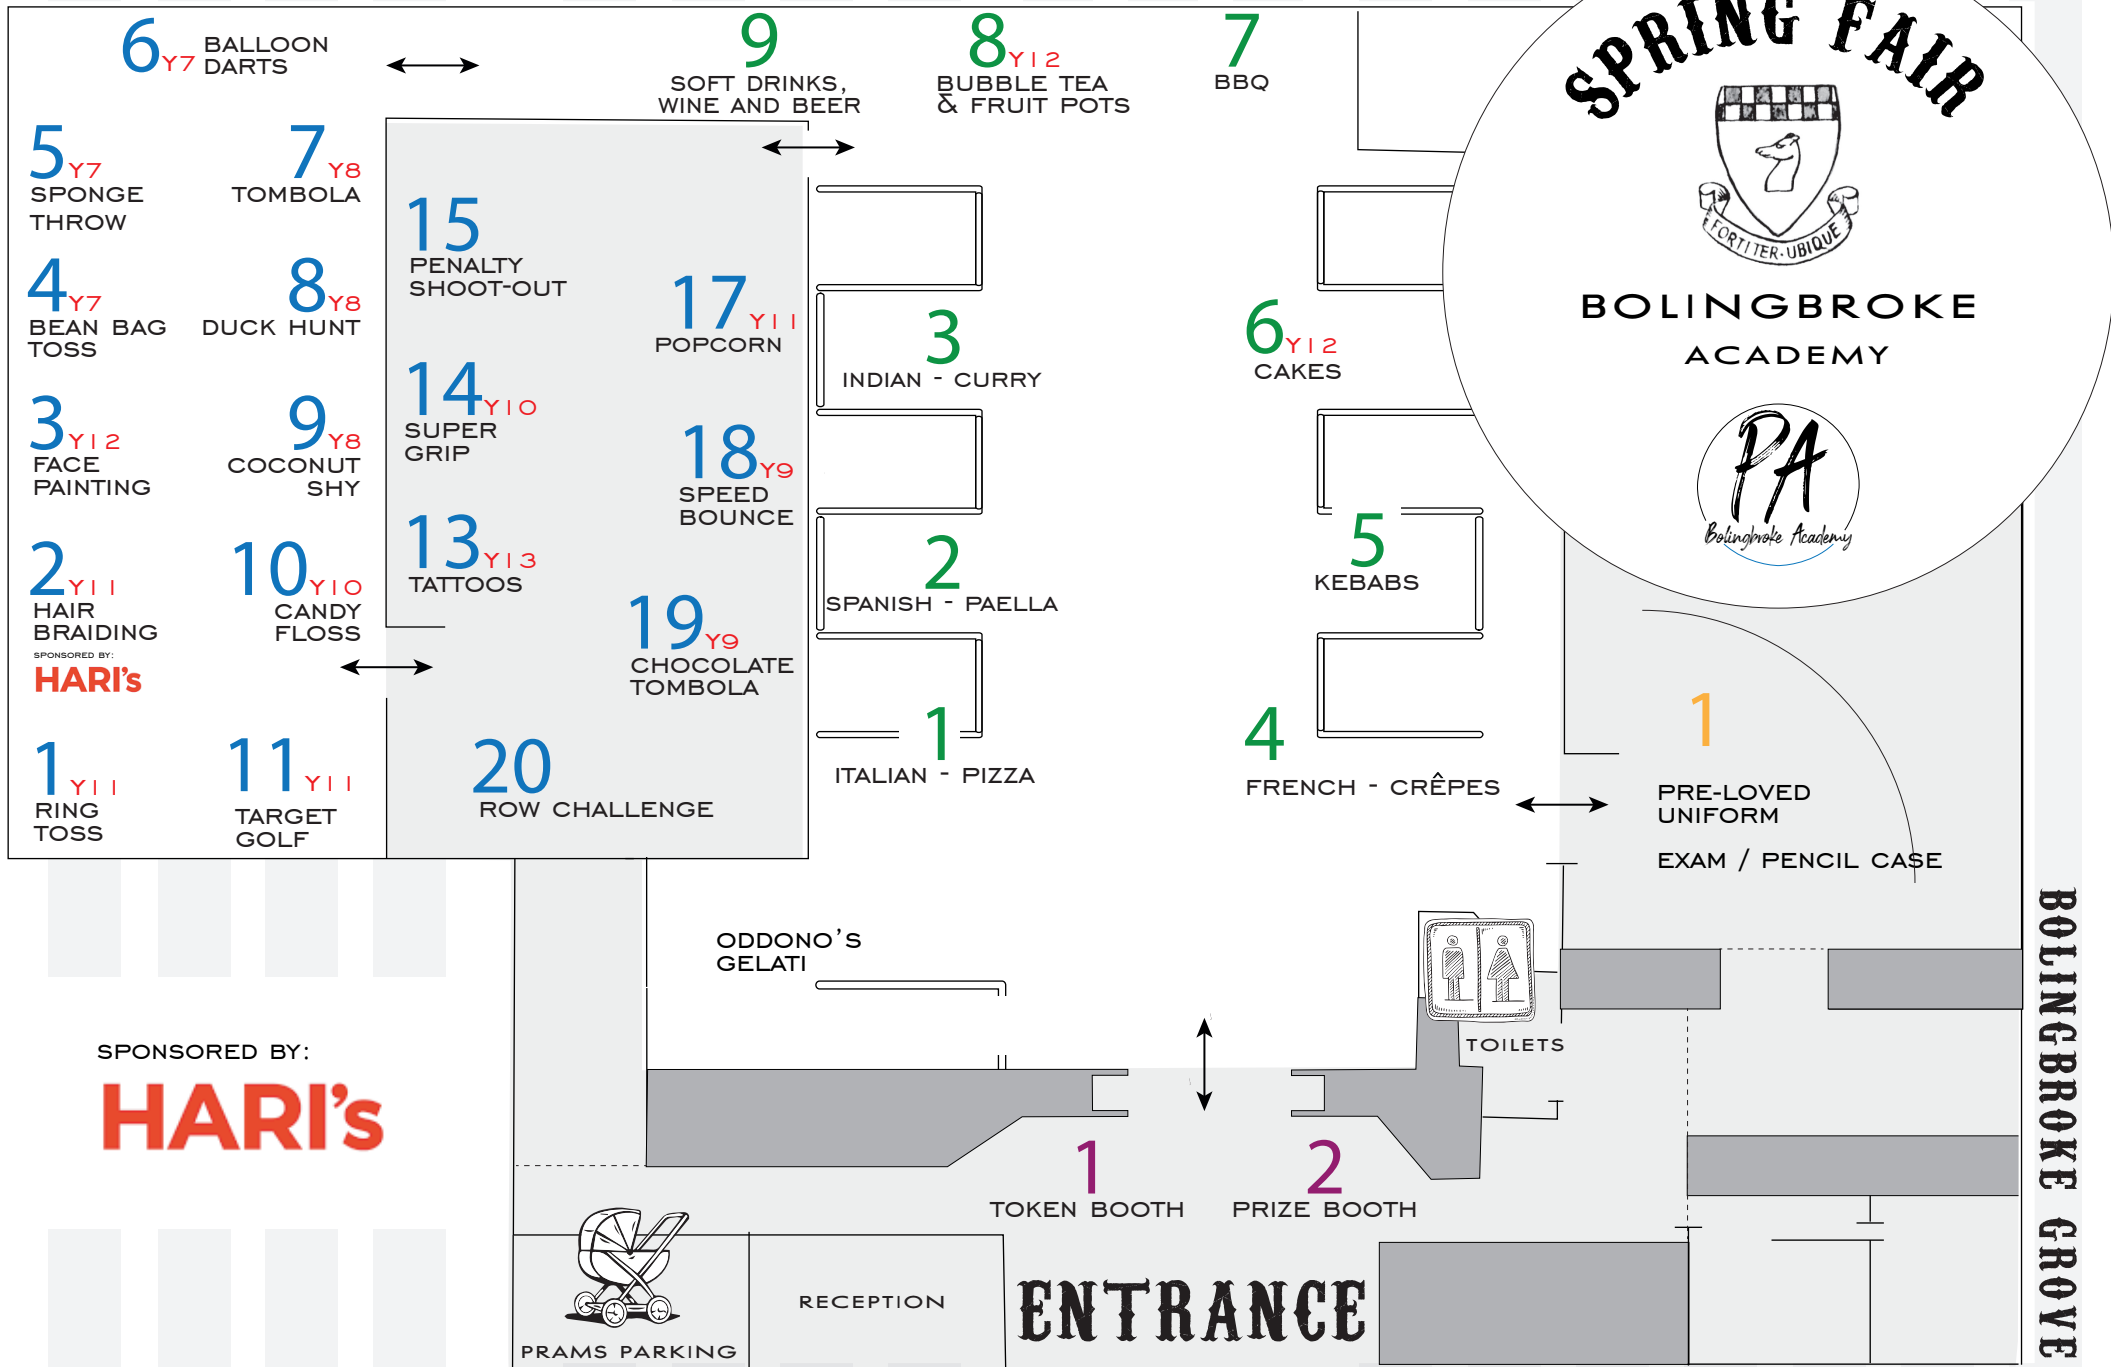 SPRING FAIR
FORTITER·UBIQUE
BOLINGBROKE
ACADEMY
PA
Bolingbroke Academy
6 Y7 BALLOON
DARTS
9
SOFT DRINKS,
WINE AND BEER
8 Y12
BUBBLE TEA
& FRUIT POTS
7
BBQ
5 Y7
SPONGE
THROW
7 Y8
TOMBOLA
4 Y7
BEAN BAG
TOSS
8 Y8
DUCK HUNT
3 Y12
FACE
PAINTING
9 Y8
COCONUT
SHY
2 Y11
HAIR
BRAIDING
SPONSORED BY:
HARI's
10 Y10
CANDY
FLOSS
1 Y11
RING
TOSS
11 Y11
TARGET
GOLF
15
PENALTY
SHOOT-OUT
17 Y11
POPCORN
14 Y10
SUPER
GRIP
18 Y9
SPEED
BOUNCE
13 Y13
TATTOOS
19 Y9
CHOCOLATE
TOMBOLA
20
ROW CHALLENGE
3
INDIAN - CURRY
6 Y12
CAKES
2
SPANISH - PAELLA
5
KEBABS
1
ITALIAN - PIZZA
4
FRENCH - CRÊPES
1
PRE-LOVED
UNIFORM
EXAM / PENCIL CASE
ODDONO'S
GELATI
TOILETS
SPONSORED BY:
HARI's
1
TOKEN BOOTH
2
PRIZE BOOTH
PRAMS PARKING
RECEPTION
ENTRANCE
BOLINGBROKE GROVE